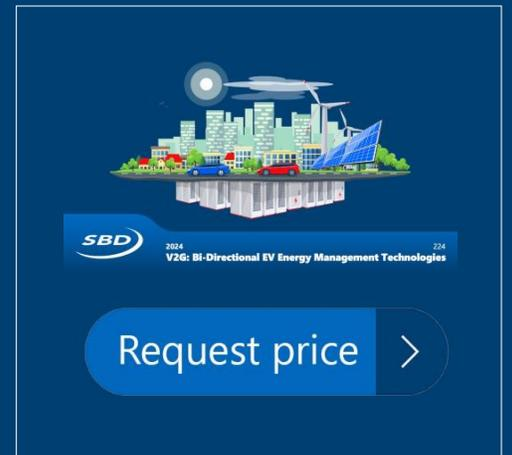 SBD
2024 224
V2G: Bi-Directional EV Energy Management Technologies
Request price